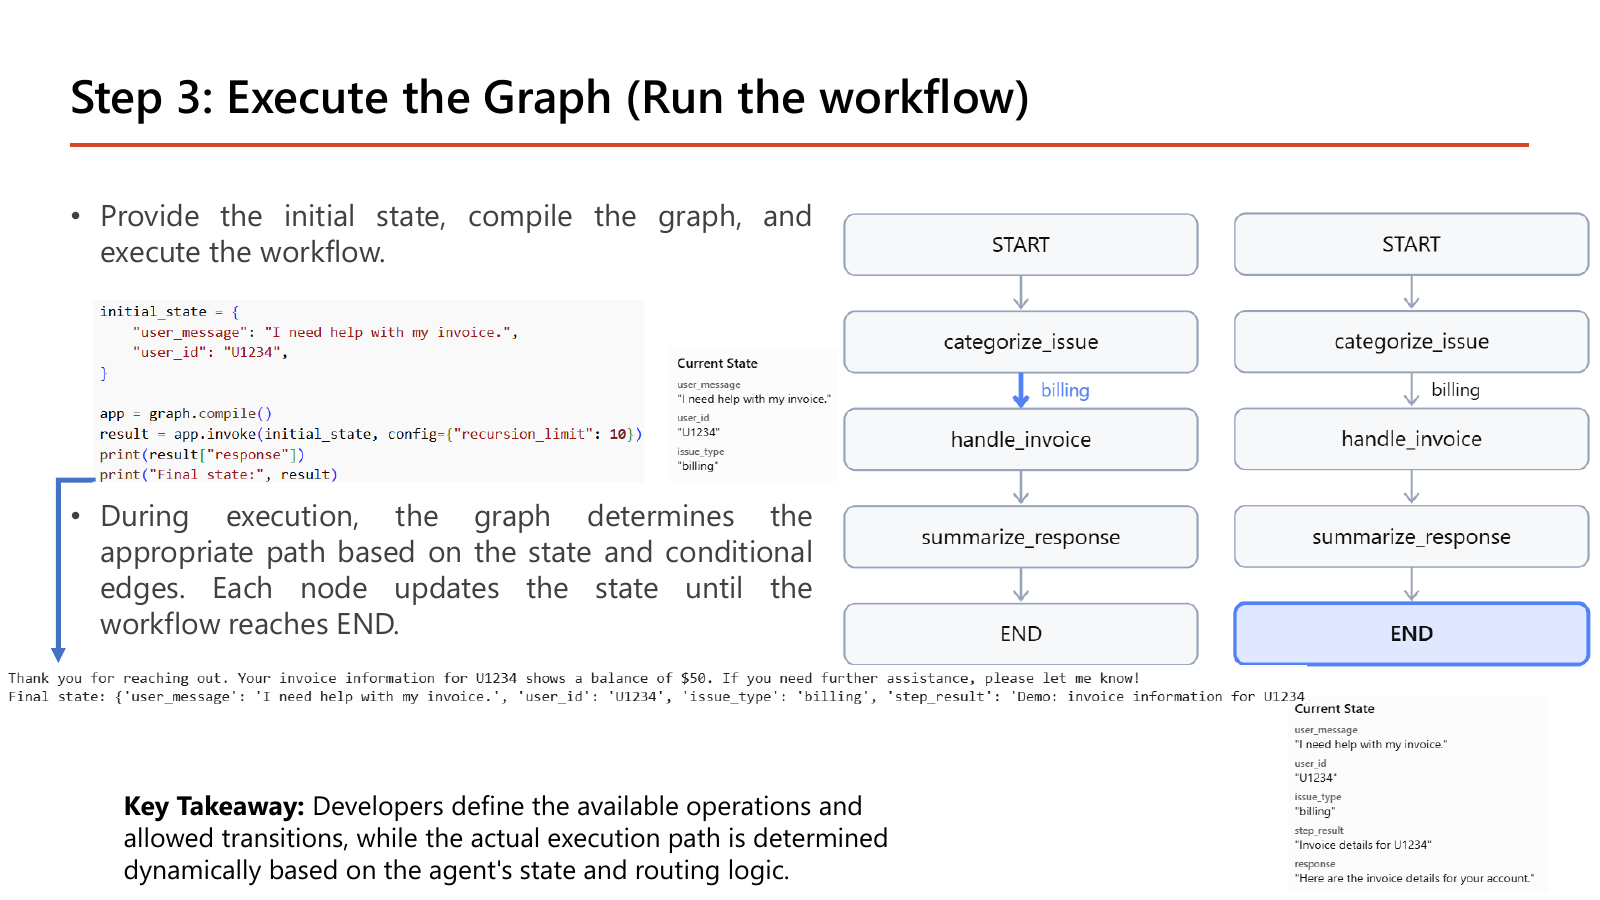 Step 3: Execute the Graph (Run the workflow)
• Provide the initial state, compile the graph, and
execute the workflow.
initial_state = {
    "user_message": "I need help with my invoice.",
    "user_id": "U1234",
}
app = graph.compile()
result = app.invoke(initial_state, config={"recursion_limit": 10})
print(result["response"])
print("Final state:", result)
Current State
user_message
"I need help with my invoice."
user_id
"U1234"
issue_type
"billing"
• During execution, the graph determines the
appropriate path based on the state and conditional
edges. Each node updates the state until the
workflow reaches END.
START
categorize_issue
billing
handle_invoice
summarize_response
END
START
categorize_issue
billing
handle_invoice
summarize_response
END
Thank you for reaching out. Your invoice information for U1234 shows a balance of $50. If you need further assistance, please let me know!
Final state: {'user_message': 'I need help with my invoice.', 'user_id': 'U1234', 'issue_type': 'billing', 'step_result': 'Demo: invoice information for U1234
Current State
user_message
"I need help with my invoice."
user_id
"U1234"
issue_type
"billing"
step_result
"Invoice details for U1234"
response
"Here are the invoice details for your account."
Key Takeaway: Developers define the available operations and
allowed transitions, while the actual execution path is determined
dynamically based on the agent's state and routing logic.